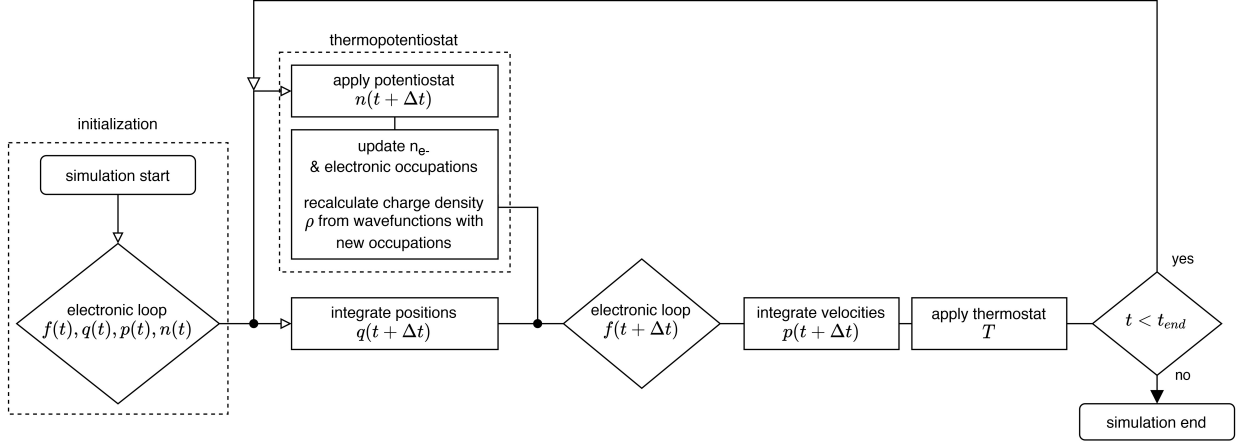 thermopotentiostat
apply potentiostat
n(t + Δt)
update n_e-
& electronic occupations
recalculate charge density
ρ from wavefunctions with
new occupations
initialization
simulation start
electronic loop
f(t), q(t), p(t), n(t)
integrate positions
q(t + Δt)
electronic loop
f(t + Δt)
integrate velocities
p(t + Δt)
apply thermostat
T
t < t_end
yes
no
simulation end